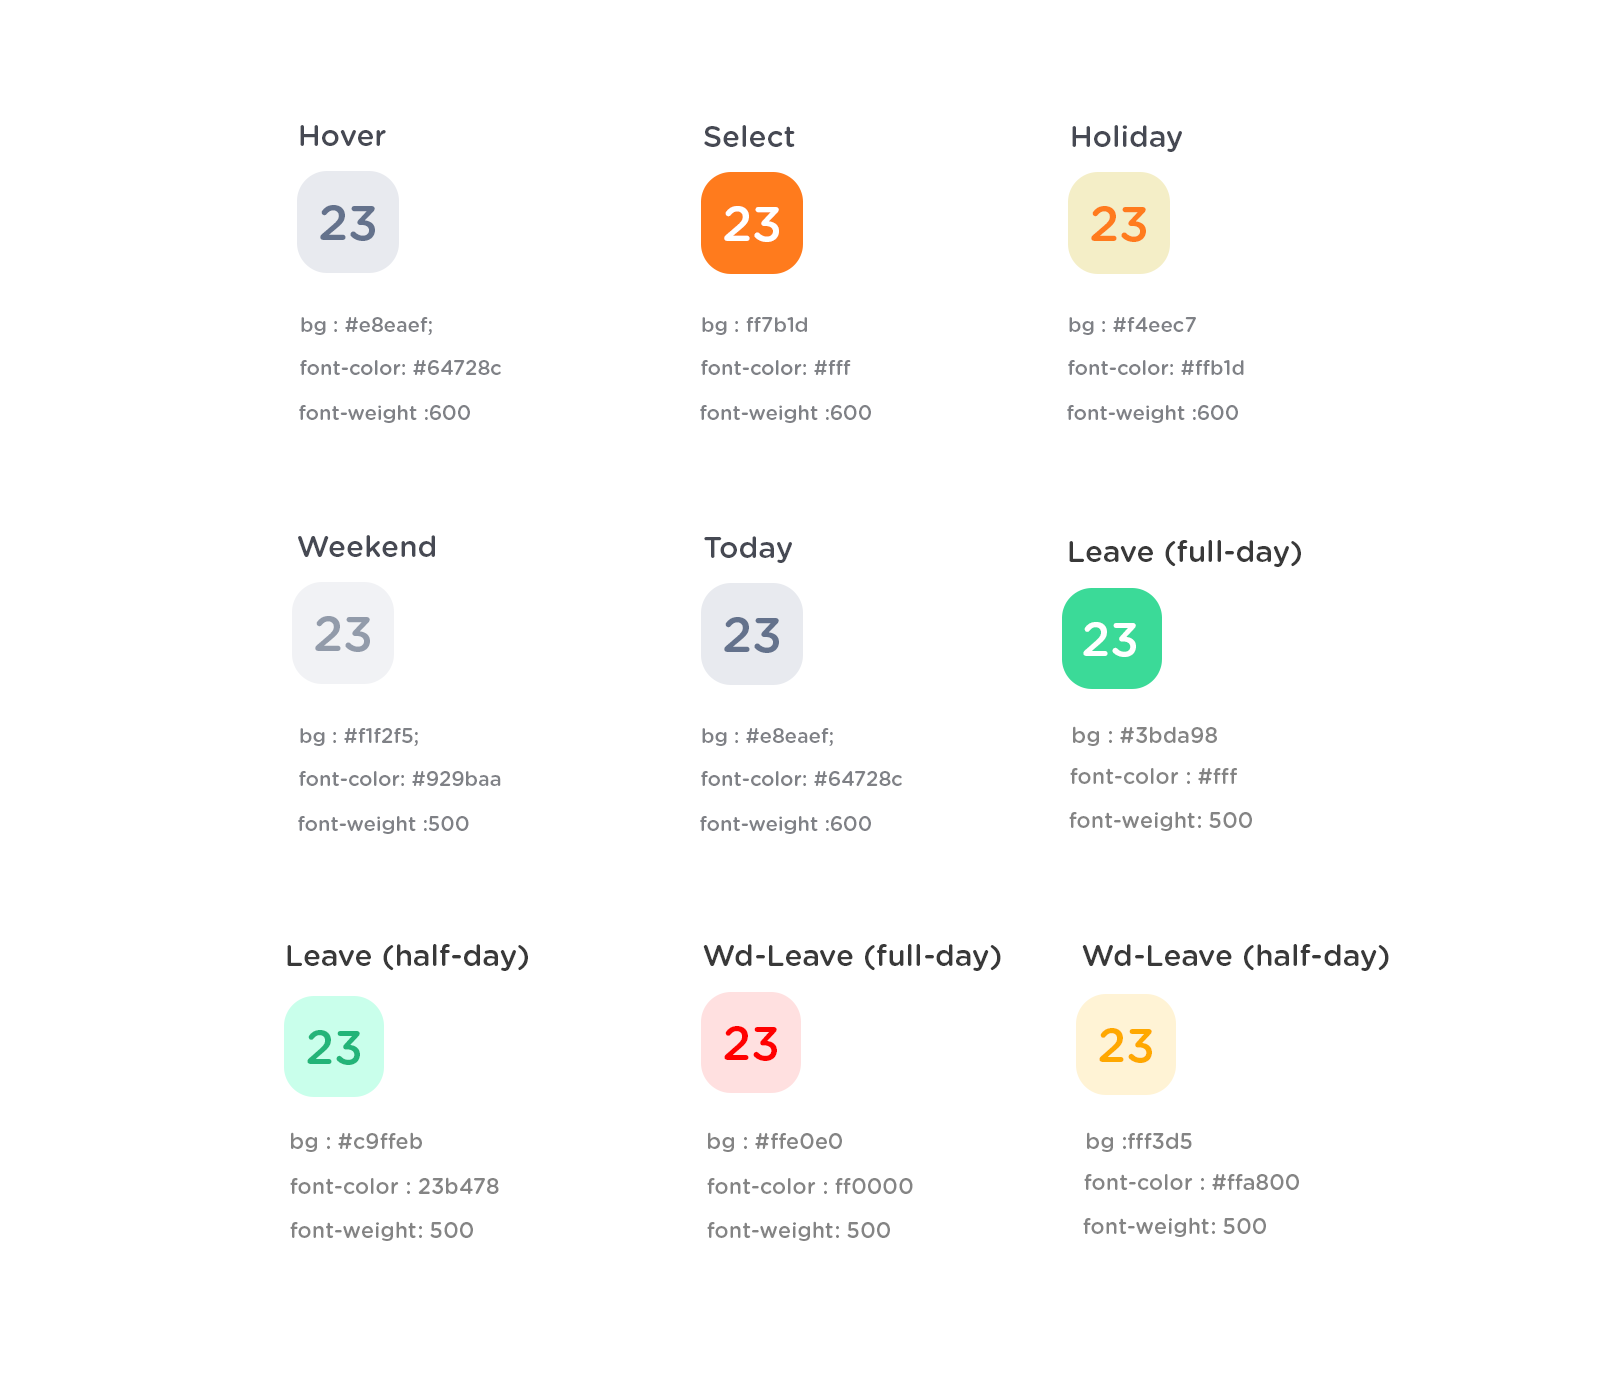 Hover
23
bg : #e8eaef;
font-color: #64728c
font-weight :600
Select
23
bg : ff7b1d
font-color: #fff
font-weight :600
Holiday
23
bg : #f4eec7
font-color: #ffb1d
font-weight :600
Weekend
23
bg : #f1f2f5;
font-color: #929baa
font-weight :500
Today
23
bg : #e8eaef;
font-color: #64728c
font-weight :600
Leave (full-day)
23
bg : #3bda98
font-color : #fff
font-weight: 500
Leave (half-day)
23
bg : #c9ffeb
font-color : 23b478
font-weight: 500
Wd-Leave (full-day)
23
bg : #ffe0e0
font-color : ff0000
font-weight: 500
Wd-Leave (half-day)
23
bg :fff3d5
font-color : #ffa800
font-weight: 500